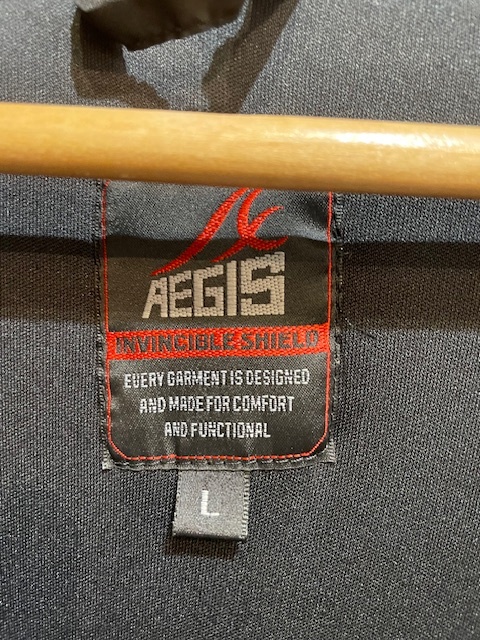 AEGIS
INVINCIBLE SHIELD
EVERY GARMENT IS DESIGNED
AND MADE FOR COMFORT
AND FUNCTIONAL
L